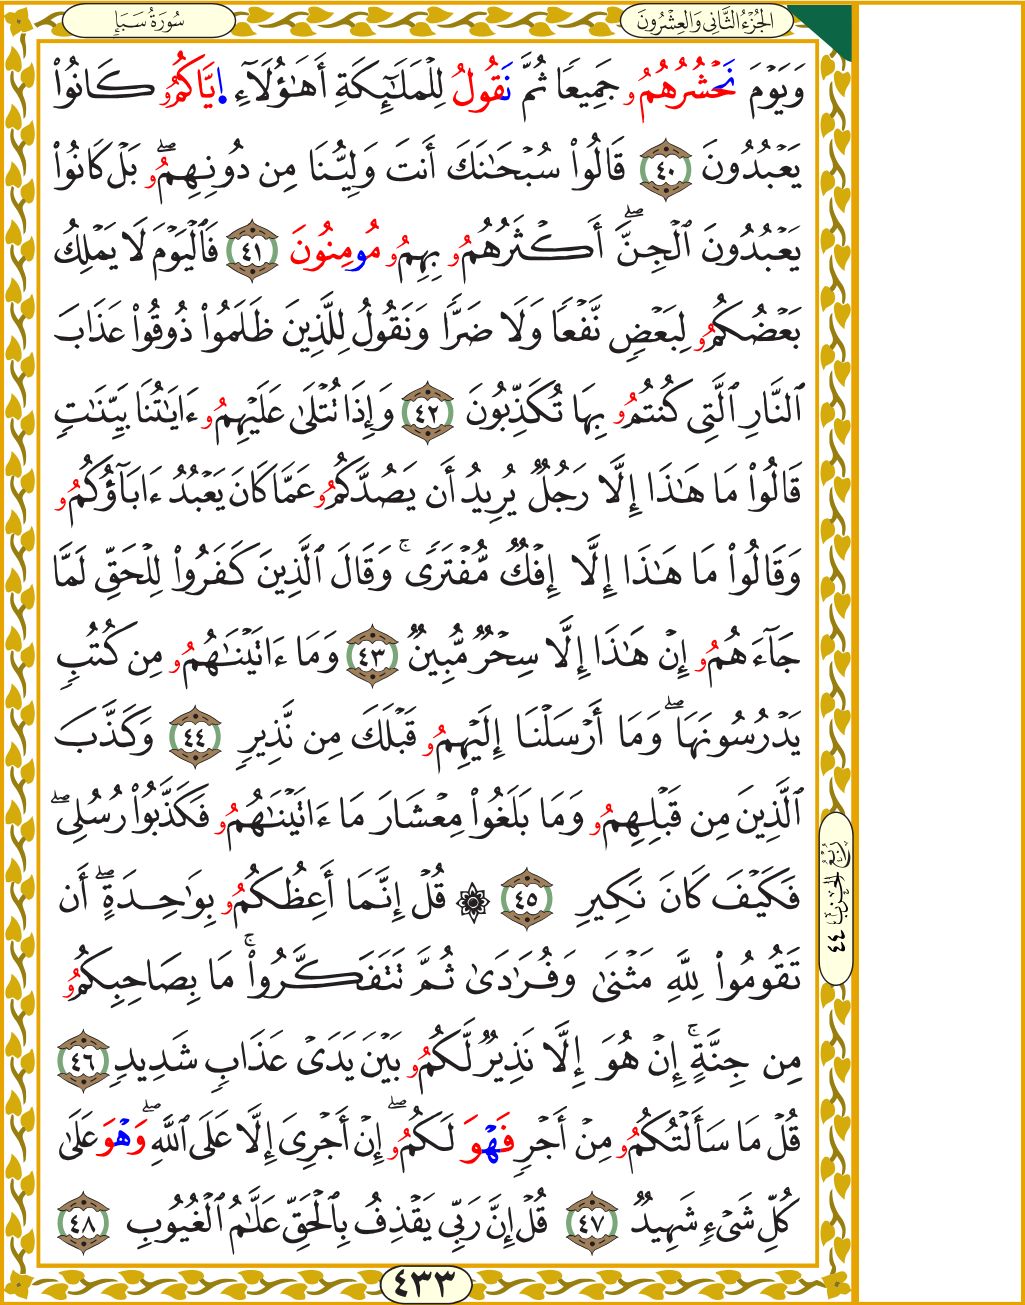 سُورَةُ سَبَإٍ
الجُزْءُ الثَّانِي وَالعِشْرُونَ
وَيَوْمَ نَحْشُرُهُمُۥ جَمِيعًا ثُمَّ نَقُولُ لِلْمَلَٰٓئِكَةِ أَهَٰؤُلَآءِ اِيَّاكُمُۥ كَانُواْ
يَعْبُدُونَ ٤٠ قَالُواْ سُبْحَٰنَكَ أَنتَ وَلِيُّنَا مِن دُونِهِمُۥۖ بَلْ كَانُواْ
يَعْبُدُونَ ٱلْجِنَّۖ أَكْثَرُهُمُۥ بِهِمُۥ مُومِنُونَ ٤١ فَٱلْيَوْمَ لَا يَمْلِكُ
بَعْضُكُمُۥ لِبَعْضٍ نَّفْعًا وَلَا ضَرًّا وَنَقُولُ لِلَّذِينَ ظَلَمُواْ ذُوقُواْ عَذَابَ
ٱلنَّارِ ٱلَّتِي كُنتُمُۥ بِهَا تُكَذِّبُونَ ٤٢ وَإِذَا تُتْلَىٰ عَلَيْهِمُۥ ءَايَٰتُنَا بَيِّنَٰتٍ
قَالُواْ مَا هَٰذَا إِلَّا رَجُلٌ يُرِيدُ أَن يَصُدَّكُمُۥ عَمَّا كَانَ يَعْبُدُ ءَابَآؤُكُمُۥ
وَقَالُواْ مَا هَٰذَا إِلَّا إِفْكٌ مُّفْتَرًىۚ وَقَالَ ٱلَّذِينَ كَفَرُواْ لِلْحَقِّ لَمَّا
جَآءَهُمُۥ إِنْ هَٰذَا إِلَّا سِحْرٌ مُّبِينٌ ٤٣ وَمَا ءَاتَيْنَٰهُمُۥ مِن كُتُبٍ
يَدْرُسُونَهَاۖ وَمَا أَرْسَلْنَا إِلَيْهِمُۥ قَبْلَكَ مِن نَّذِيرٍ ٤٤ وَكَذَّبَ
ٱلَّذِينَ مِن قَبْلِهِمُۥ وَمَا بَلَغُواْ مِعْشَارَ مَا ءَاتَيْنَٰهُمُۥ فَكَذَّبُواْ رُسُلِيۖ
فَكَيْفَ كَانَ نَكِيرِ ٤٥ ۞ قُلْ إِنَّمَا أَعِظُكُمُۥ بِوَٰحِدَةٍۖ أَن
تَقُومُواْ لِلَّهِ مَثْنَىٰ وَفُرَٰدَىٰ ثُمَّ تَتَفَكَّرُواْۚ مَا بِصَاحِبِكُمُۥ
مِن جِنَّةٍۚ إِنْ هُوَ إِلَّا نَذِيرٌ لَّكُمُۥ بَيْنَ يَدَىْ عَذَابٍ شَدِيدٍ ٤٦
قُلْ مَا سَأَلْتُكُمُۥ مِنْ أَجْرٍ فَهْوَ لَكُمُۥۖ إِنْ أَجْرِىَ إِلَّا عَلَى ٱللَّهِۖ وَهْوَ عَلَىٰ
كُلِّ شَىْءٍ شَهِيدٌ ٤٧ قُلْ إِنَّ رَبِّي يَقْذِفُ بِٱلْحَقِّ عَلَّٰمُ ٱلْغُيُوبِ ٤٨
رُبْعُ الحِزْبِ ٤٤
٤٣٣